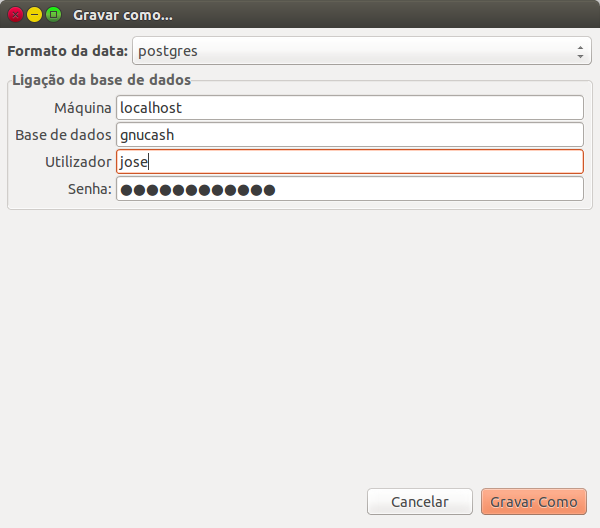 Gravar como...
Formato da data: postgres
Ligação da base de dados
Máquina localhost
Base de dados gnucash
Utilizador jose
Senha: ●●●●●●●●●●●●
Cancelar Gravar Como